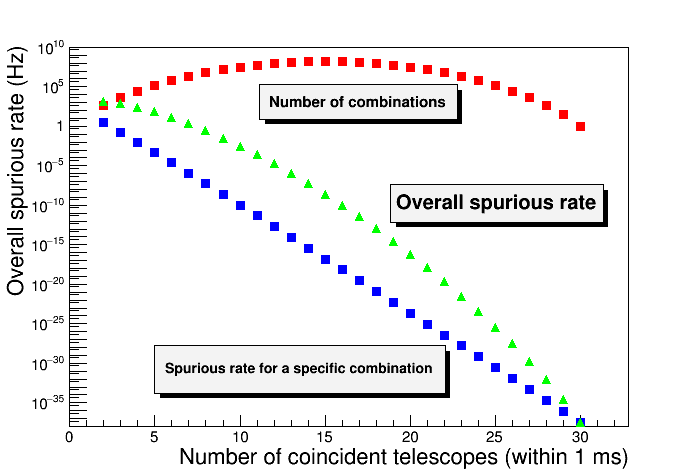 Overall spurious rate (Hz)
10^10
10^5
1
10^−5
10^−10
10^−15
10^−20
10^−25
10^−30
10^−35
Number of combinations
Overall spurious rate
Spurious rate for a specific combination
0 5 10 15 20 25 30
Number of coincident telescopes (within 1 ms)